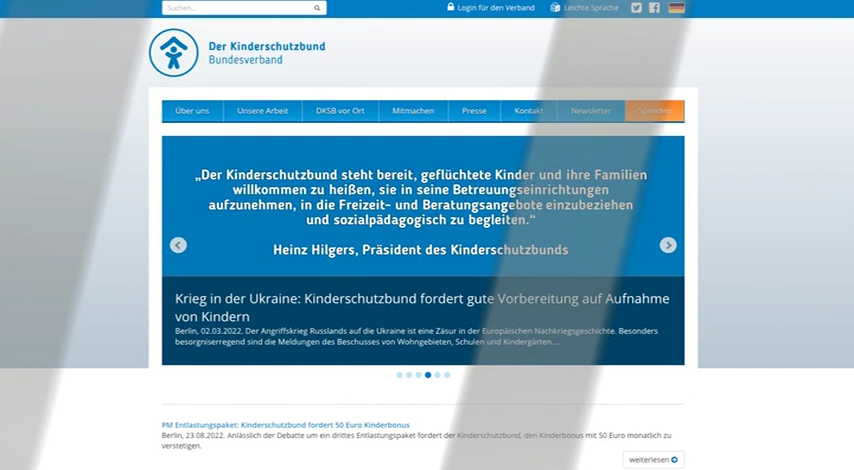 Suchen...
Login für den Verband
Leichte Sprache
Der Kinderschutzbund
Bundesverband
Über uns
Unsere Arbeit
DKSB vor Ort
Mitmachen
Presse
Kontakt
Newsletter
Spenden
„Der Kinderschutzbund steht bereit, geflüchtete Kinder und ihre Familien
willkommen zu heißen, sie in seine Betreuungseinrichtungen
aufzunehmen, in die Freizeit- und Beratungsangebote einzubeziehen
und sozialpädagogisch zu begleiten.“
Heinz Hilgers, Präsident des Kinderschutzbunds
Krieg in der Ukraine: Kinderschutzbund fordert gute Vorbereitung auf Aufnahme
von Kindern
Berlin, 02.03.2022. Der Angriffskrieg Russlands auf die Ukraine ist eine Zäsur in der Europäischen Nachkriegsgeschichte. Besonders
besorgniserregend sind die Meldungen des Beschusses von Wohngebieten, Schulen und Kindergärten....
PM Entlastungspaket: Kinderschutzbund fordert 50 Euro Kinderbonus
Berlin, 23.08.2022. Anlässlich der Debatte um ein drittes Entlastungspaket fordert der Kinderschutzbund, den Kinderbonus mit 50 Euro monatlich zu
verstetigen.
weiterlesen